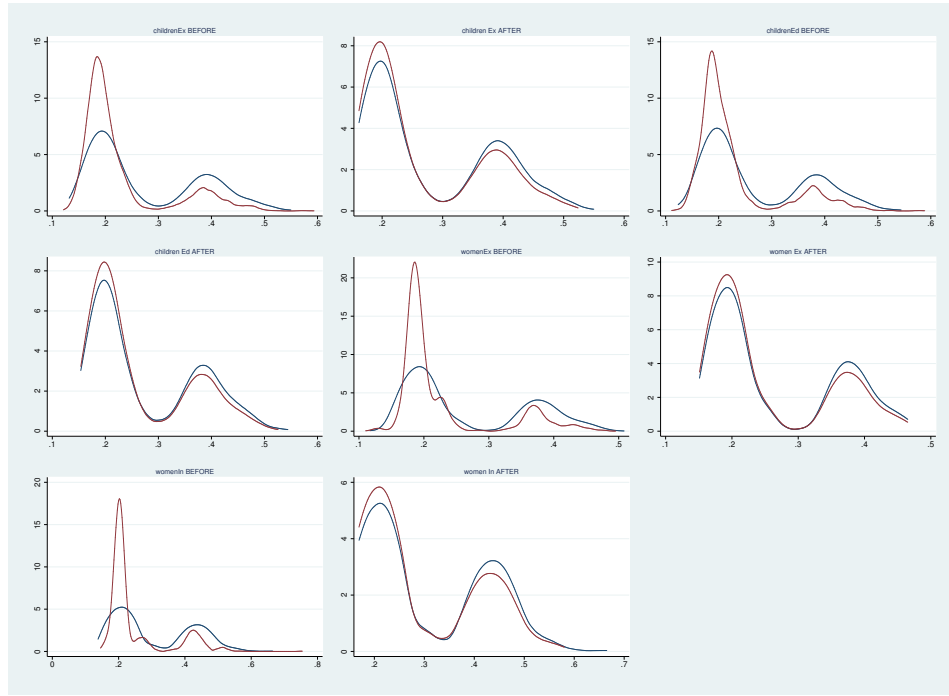 childrenEx BEFORE
children Ex AFTER
childrenEd BEFORE
15
10
5
0
.1 .2 .3 .4 .5 .6
8
6
4
2
0
.2 .3 .4 .5 .6
15
10
5
0
.1 .2 .3 .4 .5 .6
children Ed AFTER
womenEx BEFORE
women Ex AFTER
8
6
4
2
0
.1 .2 .3 .4 .5 .6
20
15
10
5
0
.1 .2 .3 .4 .5
10
8
6
4
2
0
.1 .2 .3 .4 .5
womenIn BEFORE
women In AFTER
20
15
10
5
0
0 .2 .4 .6 .8
6
4
2
0
.2 .3 .4 .5 .6 .7